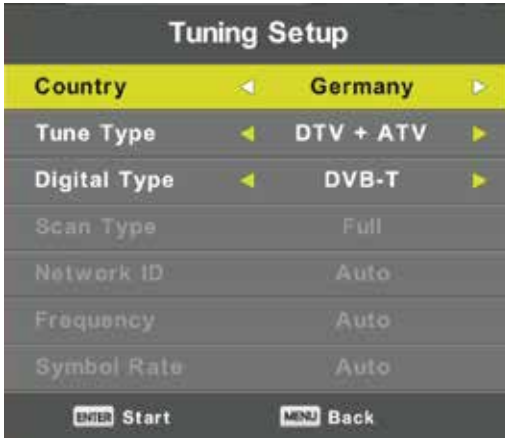 Tuning Setup
Country Germany
Tune Type DTV + ATV
Digital Type DVB-T
Scan Type Full
Network ID Auto
Frequency Auto
Symbol Rate Auto
ENTER Start MENU Back